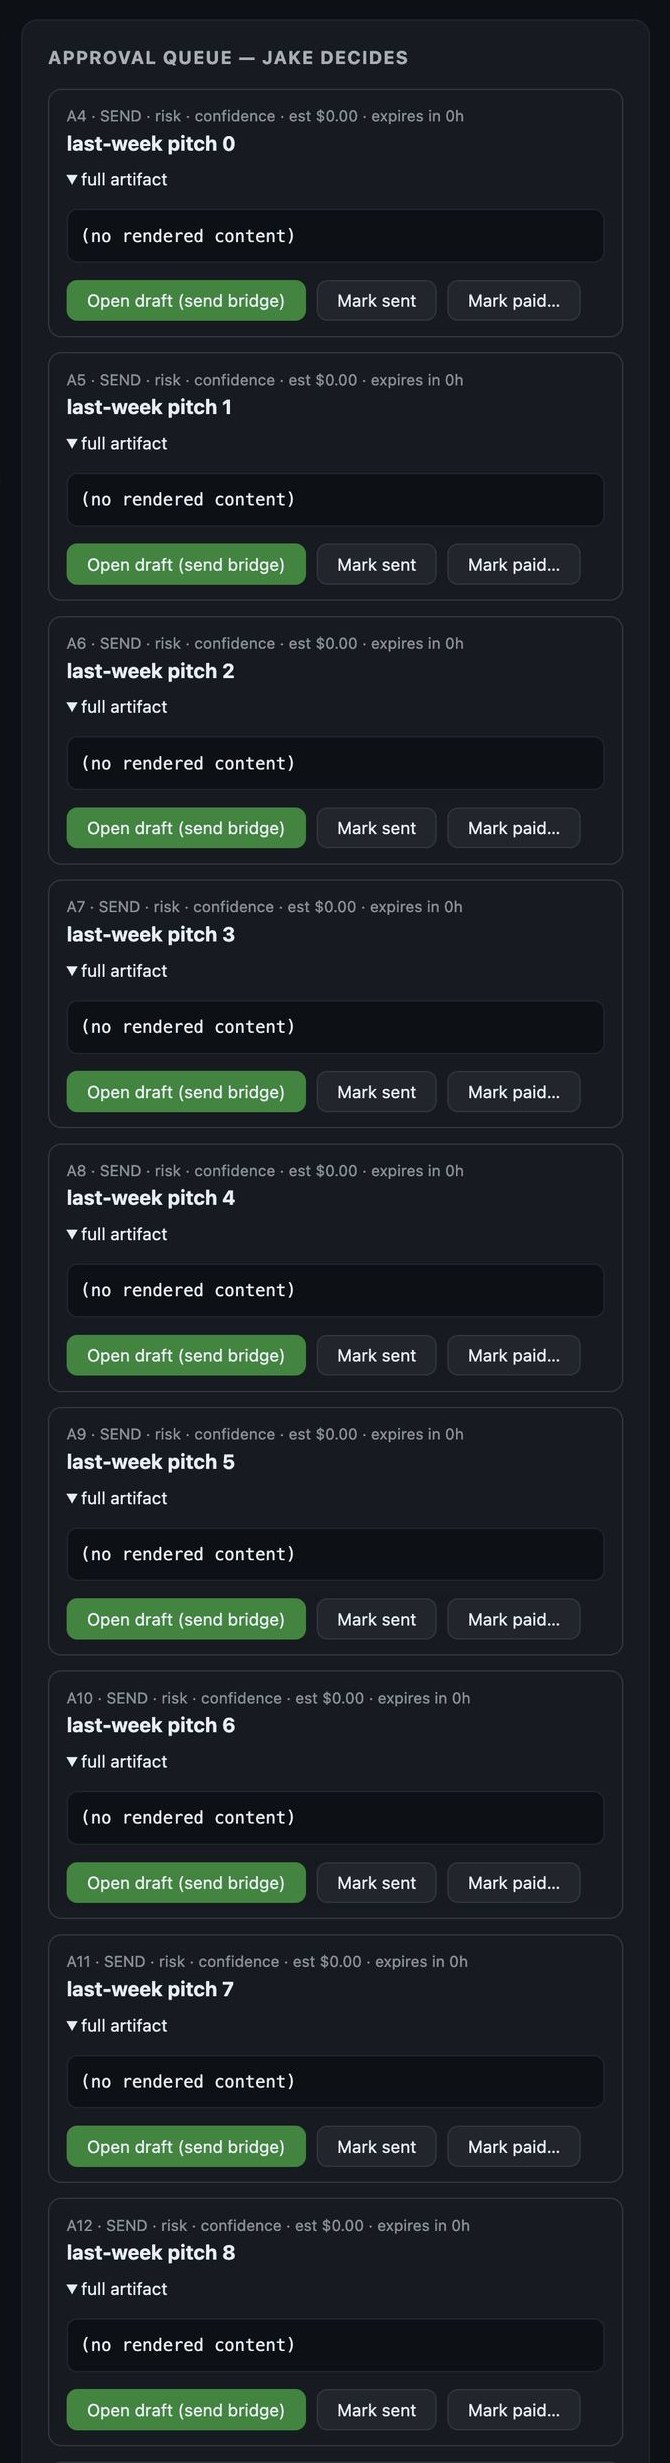 APPROVAL QUEUE — JAKE DECIDES
A4 · SEND · risk · confidence · est $0.00 · expires in 0h
last-week pitch 0
▼ full artifact
(no rendered content)
Open draft (send bridge) Mark sent Mark paid...
A5 · SEND · risk · confidence · est $0.00 · expires in 0h
last-week pitch 1
▼ full artifact
(no rendered content)
Open draft (send bridge) Mark sent Mark paid...
A6 · SEND · risk · confidence · est $0.00 · expires in 0h
last-week pitch 2
▼ full artifact
(no rendered content)
Open draft (send bridge) Mark sent Mark paid...
A7 · SEND · risk · confidence · est $0.00 · expires in 0h
last-week pitch 3
▼ full artifact
(no rendered content)
Open draft (send bridge) Mark sent Mark paid...
A8 · SEND · risk · confidence · est $0.00 · expires in 0h
last-week pitch 4
▼ full artifact
(no rendered content)
Open draft (send bridge) Mark sent Mark paid...
A9 · SEND · risk · confidence · est $0.00 · expires in 0h
last-week pitch 5
▼ full artifact
(no rendered content)
Open draft (send bridge) Mark sent Mark paid...
A10 · SEND · risk · confidence · est $0.00 · expires in 0h
last-week pitch 6
▼ full artifact
(no rendered content)
Open draft (send bridge) Mark sent Mark paid...
A11 · SEND · risk · confidence · est $0.00 · expires in 0h
last-week pitch 7
▼ full artifact
(no rendered content)
Open draft (send bridge) Mark sent Mark paid...
A12 · SEND · risk · confidence · est $0.00 · expires in 0h
last-week pitch 8
▼ full artifact
(no rendered content)
Open draft (send bridge) Mark sent Mark paid...